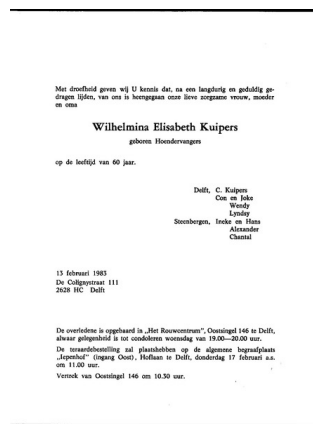 Met droefheid geven wij U kennis dat, na een langdurig en geduldig ge-
dragen lijden, van ons is heengegaan onze lieve zorgzame vrouw, moeder
en oma
Wilhelmina Elisabeth Kuipers
geboren Hoendervangers
op de leeftijd van 60 jaar.
Delft, C. Kuipers
Con en Joke
Wendy
Lyndsy
Steenbergen, Ineke en Hans
Alexander
Chantal
13 februari 1983
De Colignystraat 111
2628 HC Delft
De overledene is opgebaard in „Het Rouwcentrum”, Oostsingel 146 te Delft,
alwaar gelegenheid is tot condoleren woensdag van 19.00—20.00 uur.
De teraardebestelling zal plaatshebben op de algemene begraafplaats
„Iepenhof” (ingang Oost), Hoflaan te Delft, donderdag 17 februari a.s.
om 11.00 uur.
Vertrek van Oostsingel 146 om 10.30 uur.